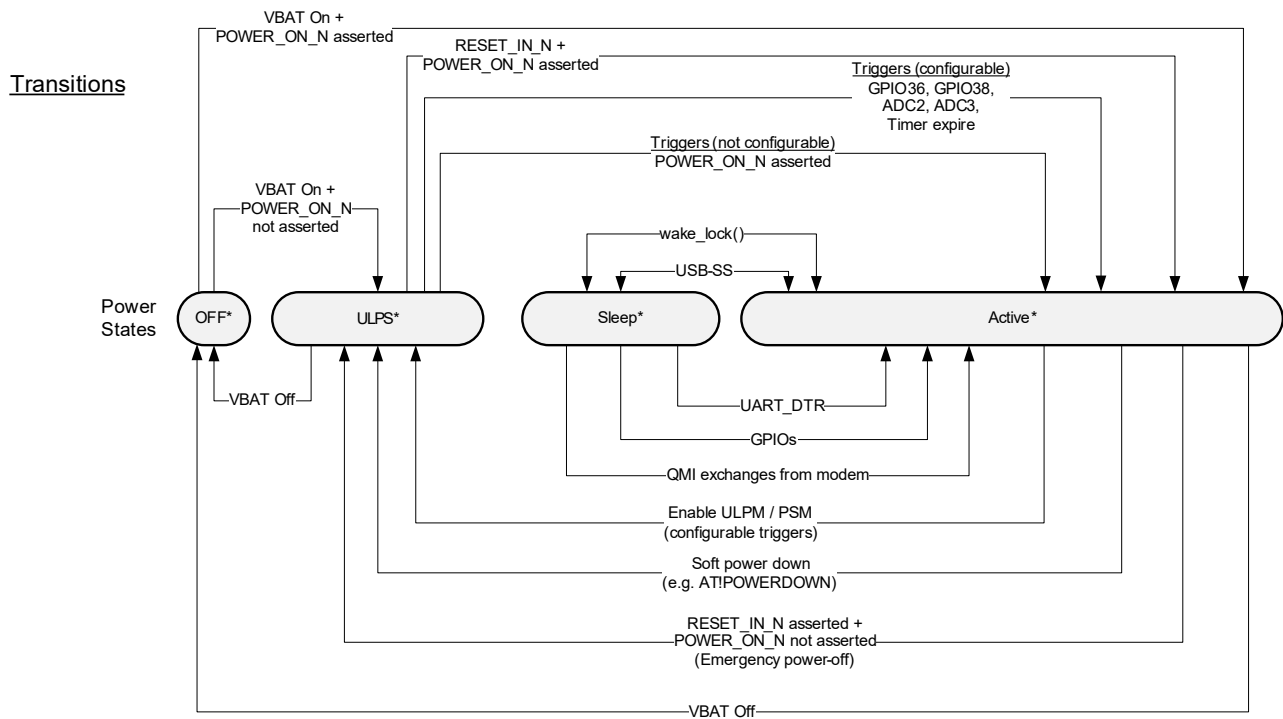 VBAT On +
POWER_ON_N asserted
RESET_IN_N +
POWER_ON_N asserted
Transitions
Triggers (configurable)
GPIO36, GPIO38,
ADC2, ADC3,
Timer expire
Triggers (not configurable)
POWER_ON_N asserted
VBAT On +
POWER_ON_N
not asserted
wake_lock()
USB-SS
Power
States
OFF*
ULPS*
Sleep*
Active*
VBAT Off
UART_DTR
GPIOs
QMI exchanges from modem
Enable ULPM / PSM
(configurable triggers)
Soft power down
(e.g. AT!POWERDOWN)
RESET_IN_N asserted +
POWER_ON_N not asserted
(Emergency power-off)
VBAT Off